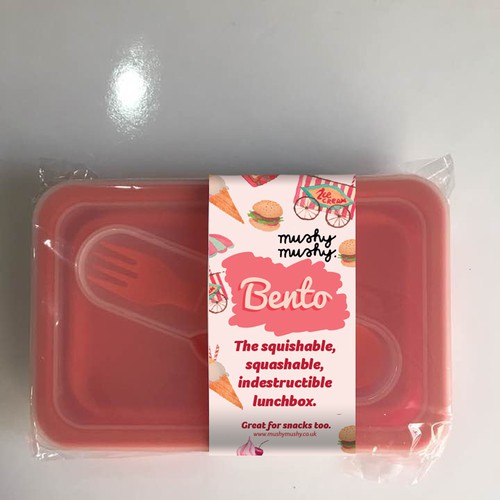 Ice
CREAM
mushy
mushy.
Bento
The squishable,
squashable,
indestructible
lunchbox.
Great for snacks too.
www.mushymushy.co.uk